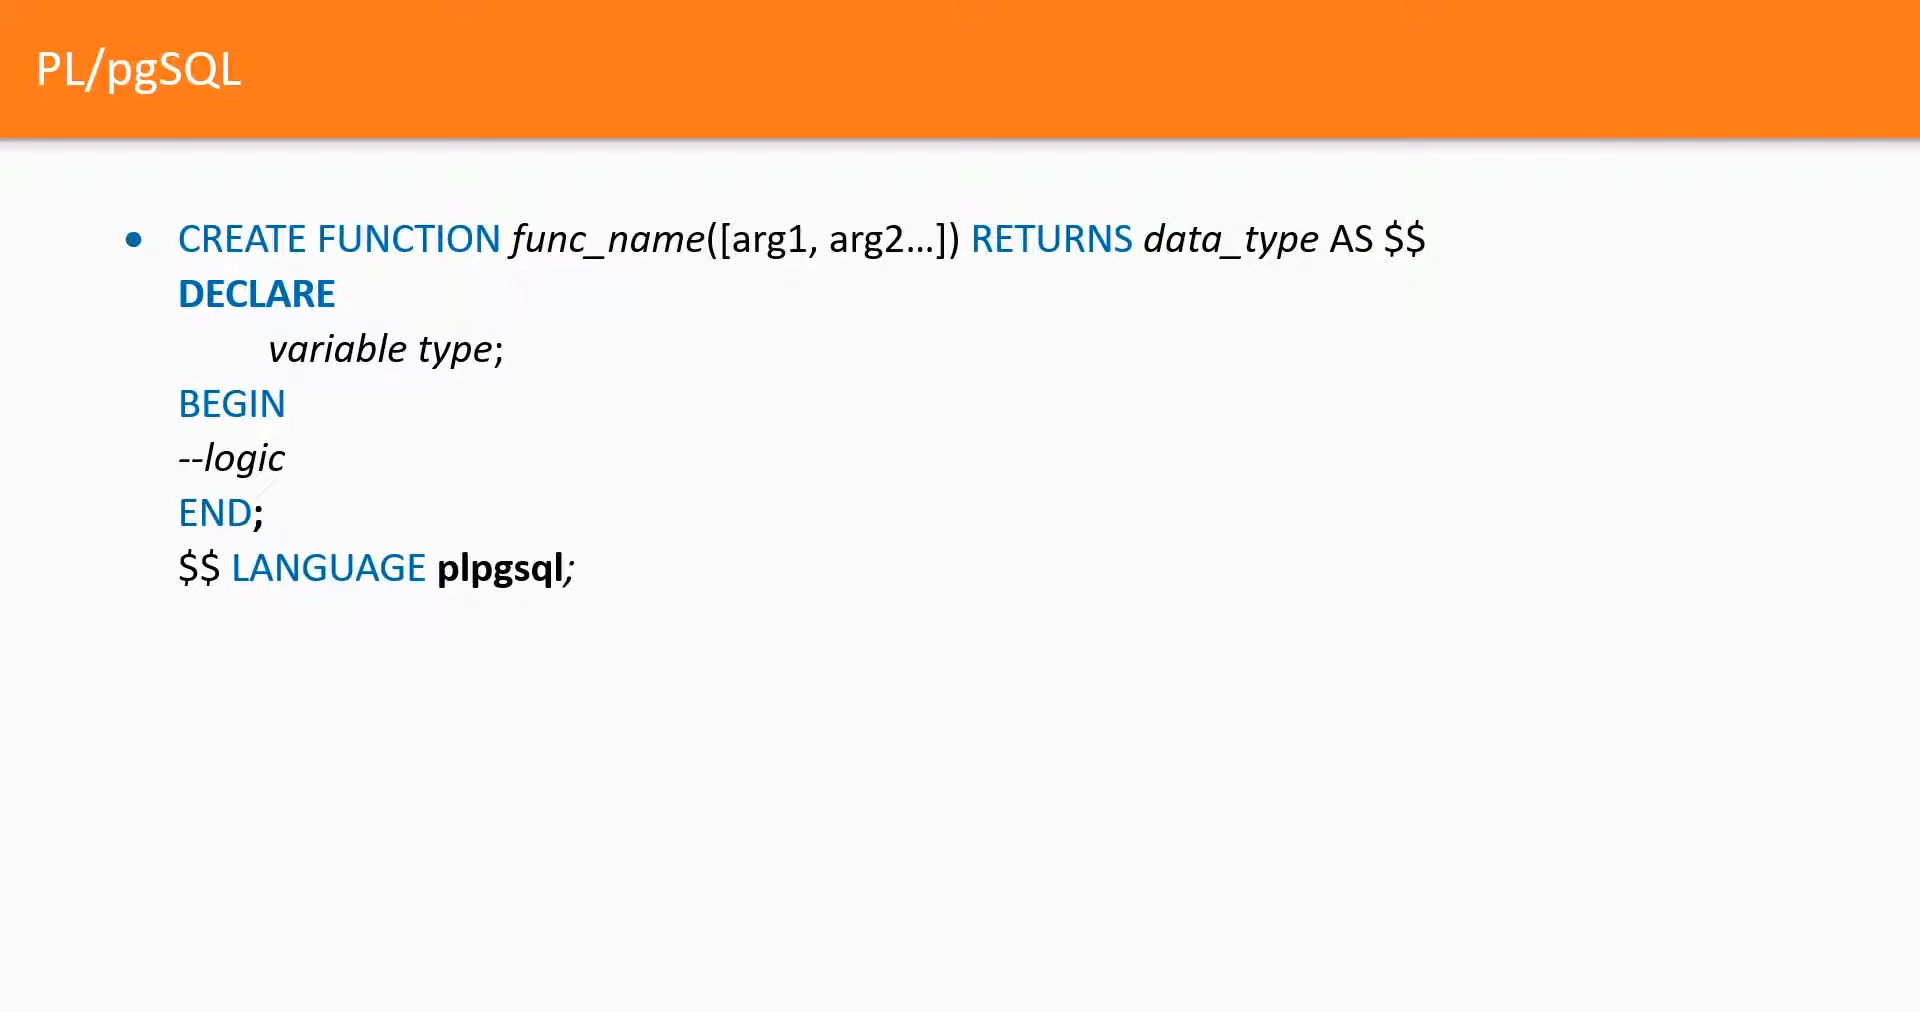 PL/pgSQL
• CREATE FUNCTION func_name([arg1, arg2...]) RETURNS data_type AS $$
DECLARE
variable type;
BEGIN
--logic
END;
$$ LANGUAGE plpgsql;